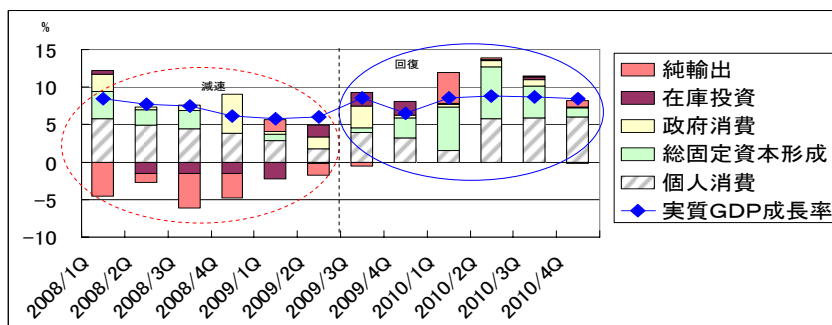 %
15
10
5
0
-5
-10
減速
回復
2008/1Q
2008/2Q
2008/3Q
2008/4Q
2009/1Q
2009/2Q
2009/3Q
2009/4Q
2010/1Q
2010/2Q
2010/3Q
2010/4Q
純輸出
在庫投資
政府消費
総固定資本形成
個人消費
実質GDP成長率